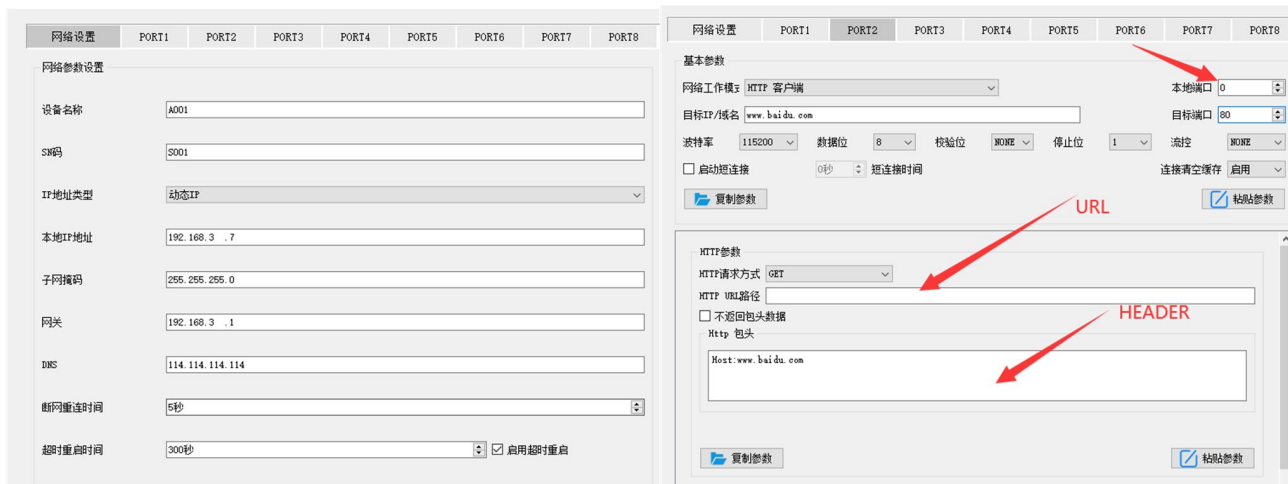 网络设置 PORT1 PORT2 PORT3 PORT4 PORT5 PORT6 PORT7 PORT8
网络参数设置
设备名称 A001
SN码 S001
IP地址类型 动态IP
本地IP地址 192.168.3 .7
子网掩码 255.255.255.0
网关 192.168.3 .1
DNS 114.114.114.114
断网重连时间 5秒
超时重启时间 300秒 启用超时重启
网络设置 PORT1 PORT2 PORT3 PORT4 PORT5 PORT6 PORT7 PORT8
基本参数
网络工作模式 HTTP 客户端 本地端口 0
目标IP/域名 www.baidu.com 目标端口 80
波特率 115200 数据位 8 校验位 NONE 停止位 1 流控 NONE
启动短连接 0秒 短连接时间 连接清空缓存 启用
复制参数 粘贴参数
URL
HTTP参数
HTTP请求方式 GET
HTTP URL路径
不返回包头数据
HEADER
Http 包头
Host:www.baidu.com
复制参数 粘贴参数